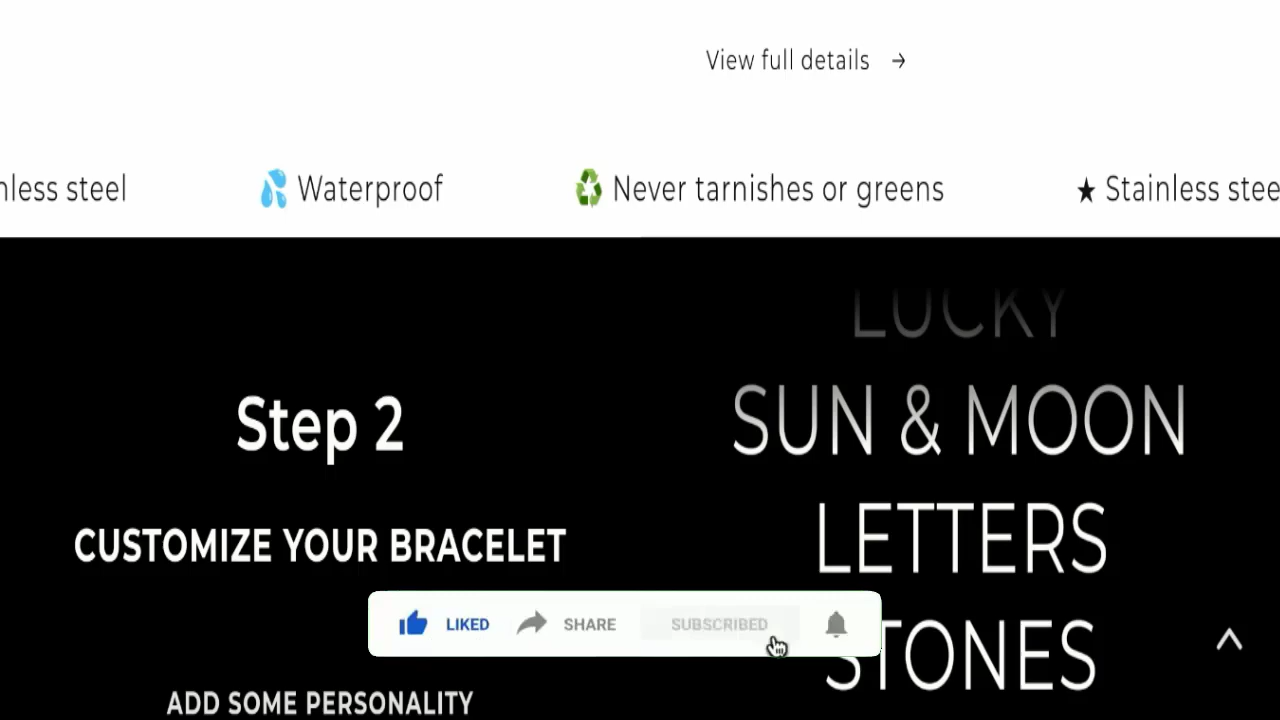 View full details →
nless steel 💦 Waterproof ♻ Never tarnishes or greens ★ Stainless stee
LUCKY
SUN & MOON
Step 2
LETTERS
CUSTOMIZE YOUR BRACELET
LIKED SHARE SUBSCRIBED
STONES
ADD SOME PERSONALITY